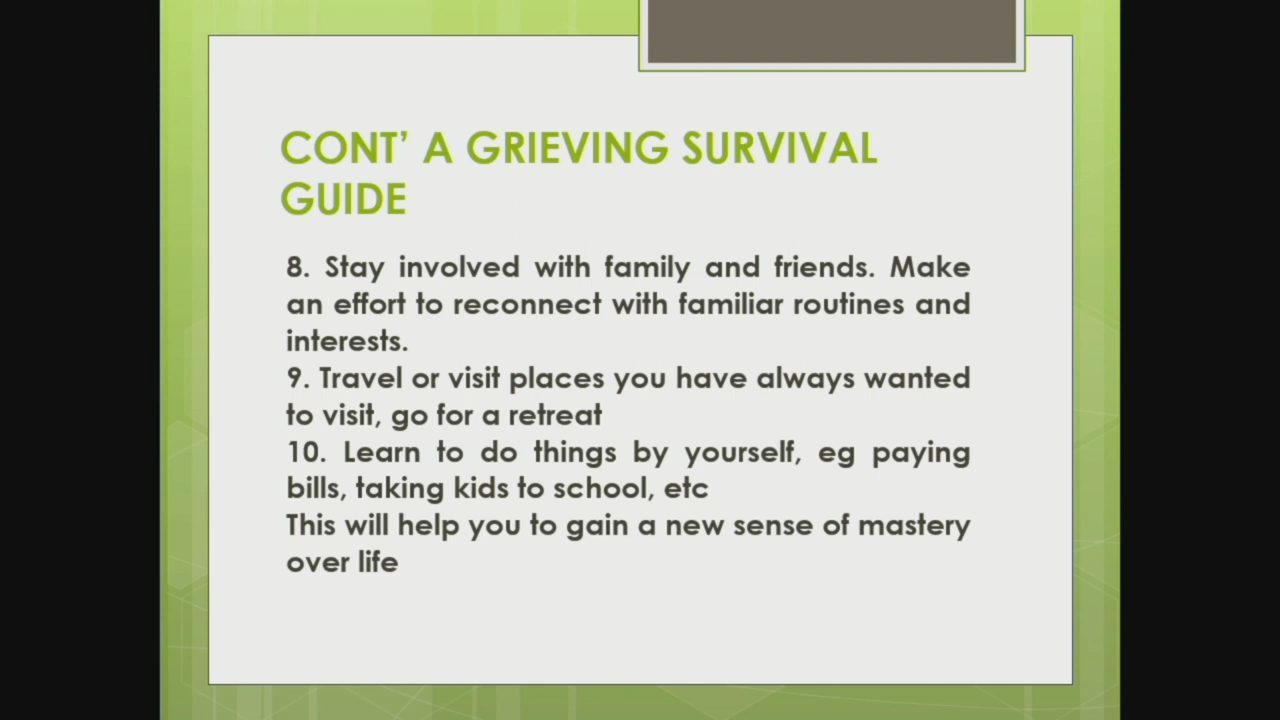 CONT’ A GRIEVING SURVIVAL
GUIDE
8. Stay involved with family and friends. Make
an effort to reconnect with familiar routines and
interests.
9. Travel or visit places you have always wanted
to visit, go for a retreat
10. Learn to do things by yourself, eg paying
bills, taking kids to school, etc
This will help you to gain a new sense of mastery
over life